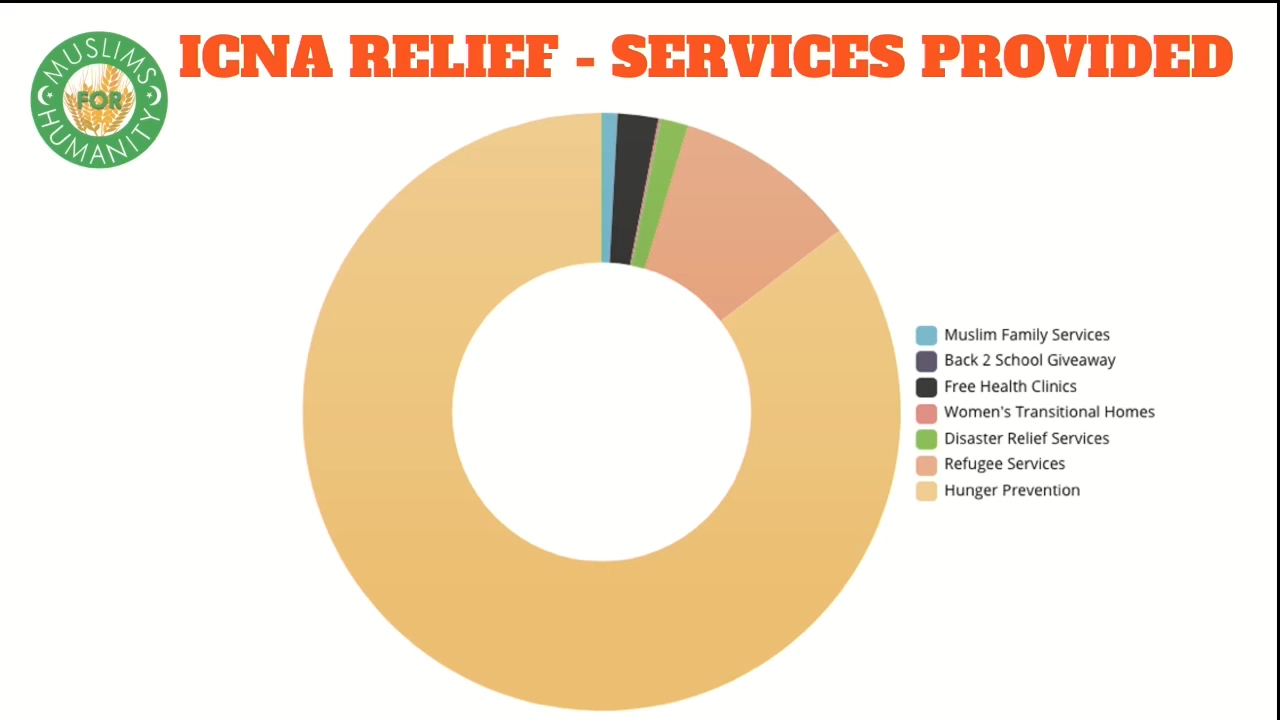 MUSLIMS
FOR
HUMANITY
ICNA RELIEF - SERVICES PROVIDED
Muslim Family Services
Back 2 School Giveaway
Free Health Clinics
Women's Transitional Homes
Disaster Relief Services
Refugee Services
Hunger Prevention